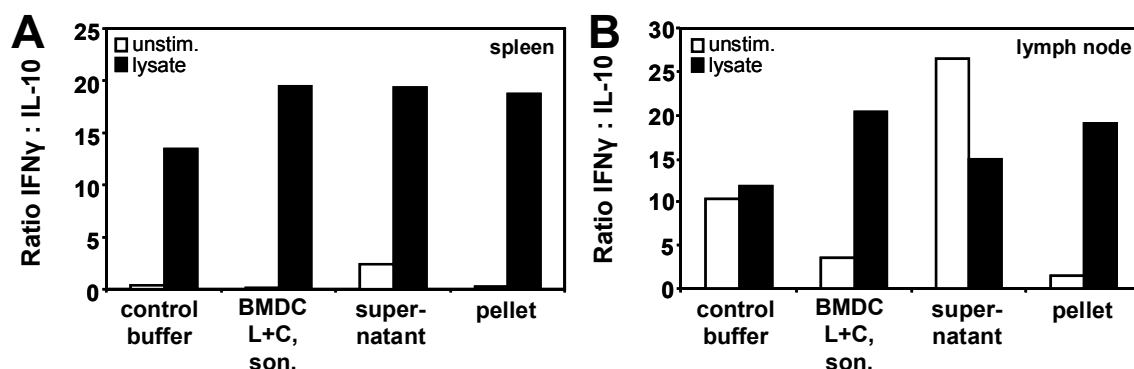 A
Ratio IFNγ : IL-10
25
20
15
10
5
0
unstim.
lysate
spleen
control
buffer
BMDC
L+C,
son.
super-
natant
pellet
B
Ratio IFNγ : IL-10
30
25
20
15
10
5
0
unstim.
lysate
lymph node
control
buffer
BMDC
L+C,
son.
super-
natant
pellet